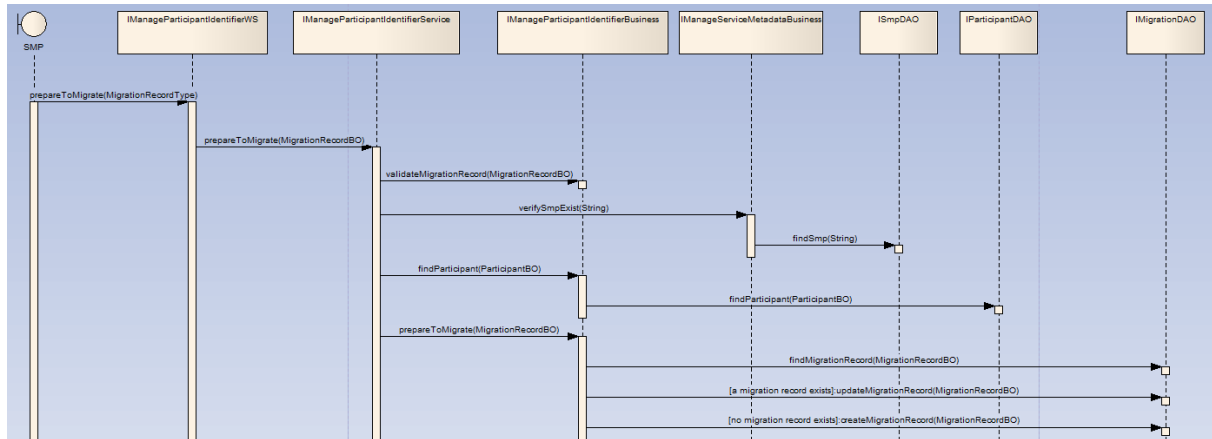 IManageParticipantIdentifierWS
IManageParticipantIdentifierService
IManageParticipantIdentifierBusiness
IManageServiceMetadataBusiness
ISmpDAO
IParticipantDAO
IMigrationDAO
SMP
prepareToMigrate(MigrationRecordType)
prepareToMigrate(MigrationRecordBO)
validateMigrationRecord(MigrationRecordBO)
verifySmpExist(String)
findSmp(String)
findParticipant(ParticipantBO)
findParticipant(ParticipantBO)
prepareToMigrate(MigrationRecordBO)
findMigrationRecord(MigrationRecordBO)
[a migration record exists]:updateMigrationRecord(MigrationRecordBO)
[no migration record exists]:createMigrationRecord(MigrationRecordBO)